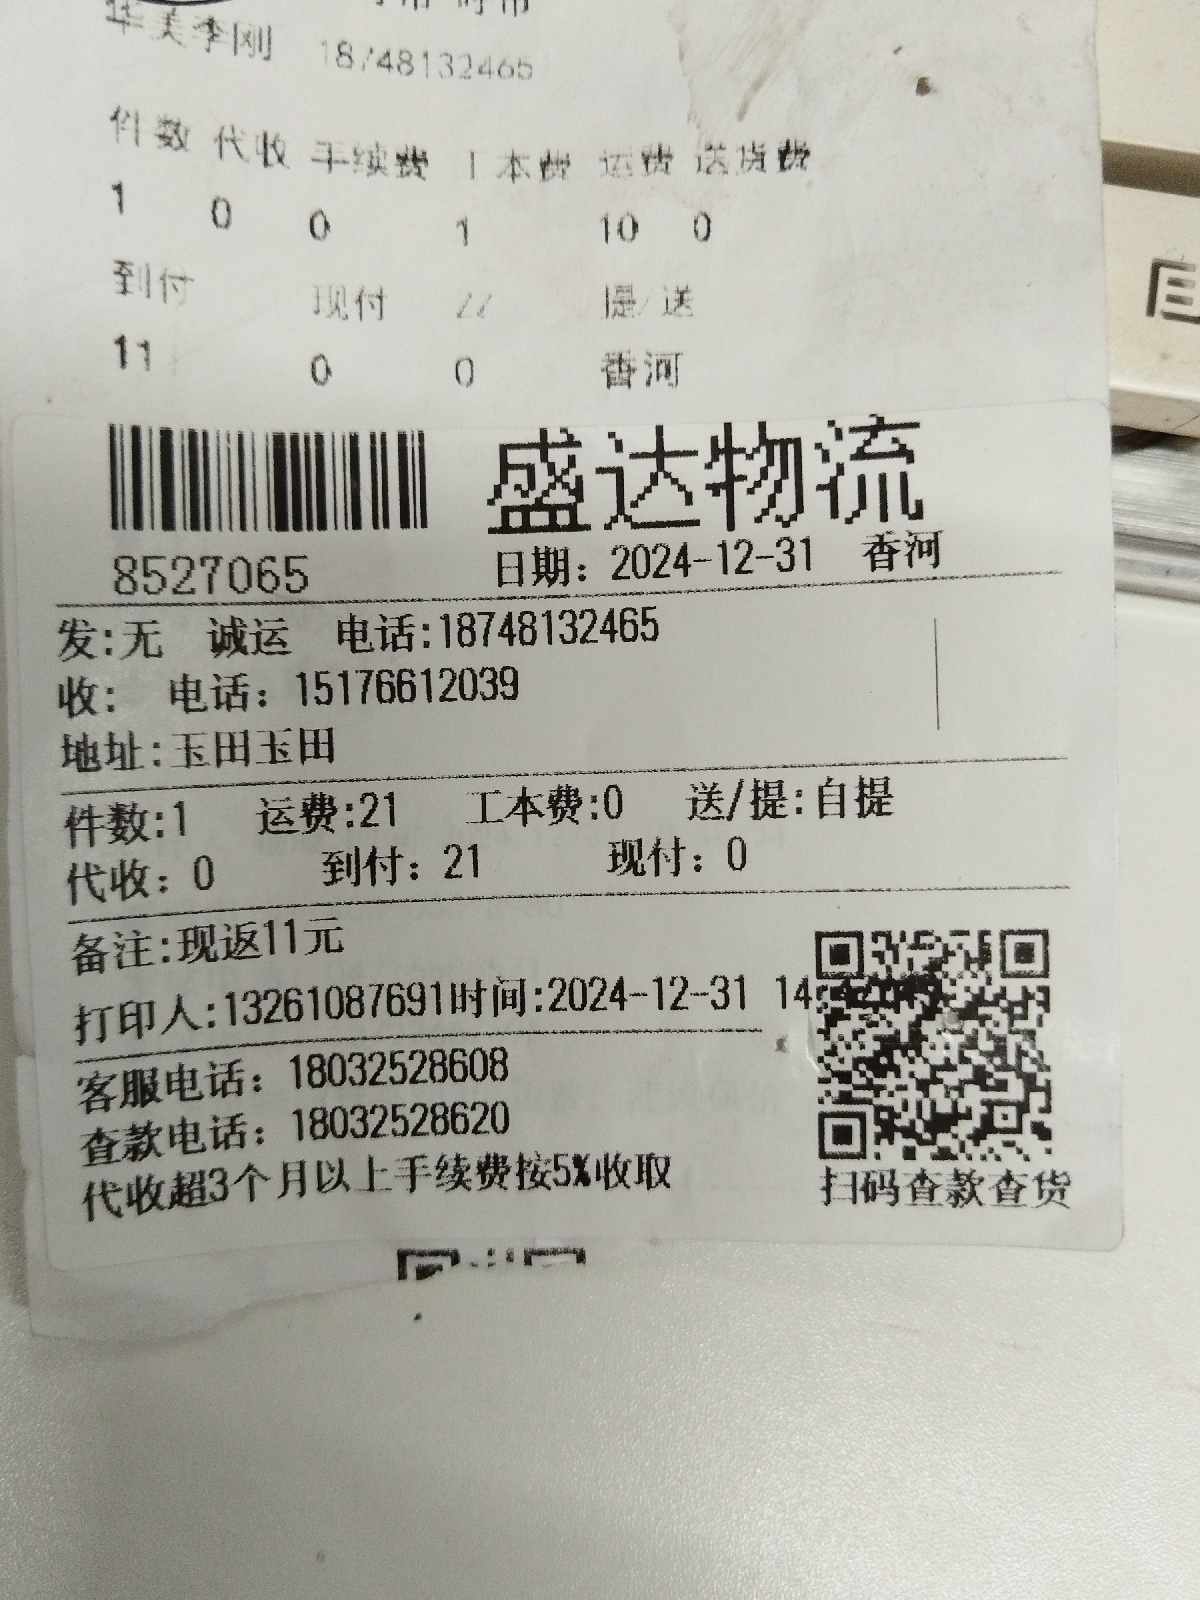 华美李刚 18748132465
件数 代收 手续费 工本费 运费 送货费
1 0 0 1 10 0
到付 现付 提/送
11 0 0 香河
盛达物流
8527065 日期：2024-12-31 香河
发:无 诚运 电话:18748132465
收: 电话：15176612039
地址:玉田玉田
件数:1 运费:21 工本费:0 送/提:自提
代收：0 到付：21 现付：0
备注:现返11元
打印人:13261087691时间:2024-12-31 14:
客服电话：18032528608
查款电话：18032528620
代收超3个月以上手续费按5%收取
扫码查款查货